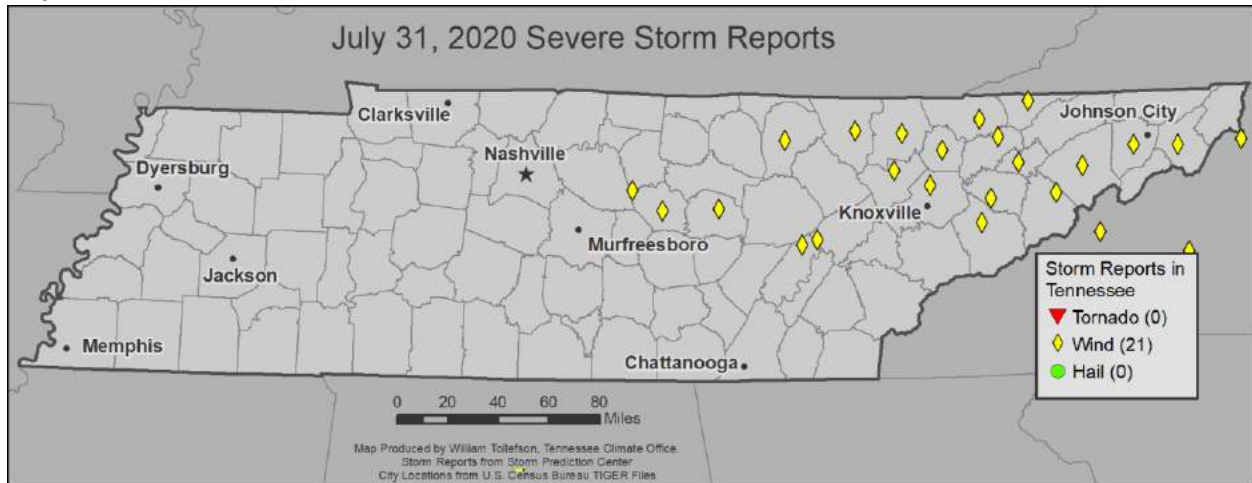 July 31, 2020 Severe Storm Reports
Clarksville
Johnson City
Nashville
Dyersburg
Knoxville
Murfreesboro
Jackson
Storm Reports in
Tennessee
Tornado (0)
Wind (21)
Hail (0)
Memphis
Chattanooga
0 20 40 60 80
Miles
Map Produced by William Tollefson, Tennessee Climate Office.
Storm Reports from Storm Prediction Center
City Locations from U.S. Census Bureau TIGER Files